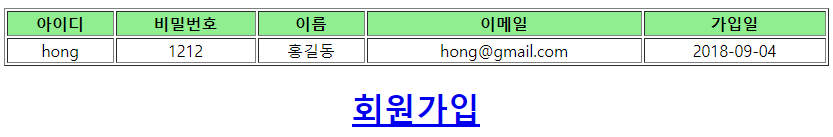 아이디 비밀번호 이름 이메일 가입일
hong 1212 홍길동 hong@gmail.com 2018-09-04
회원가입